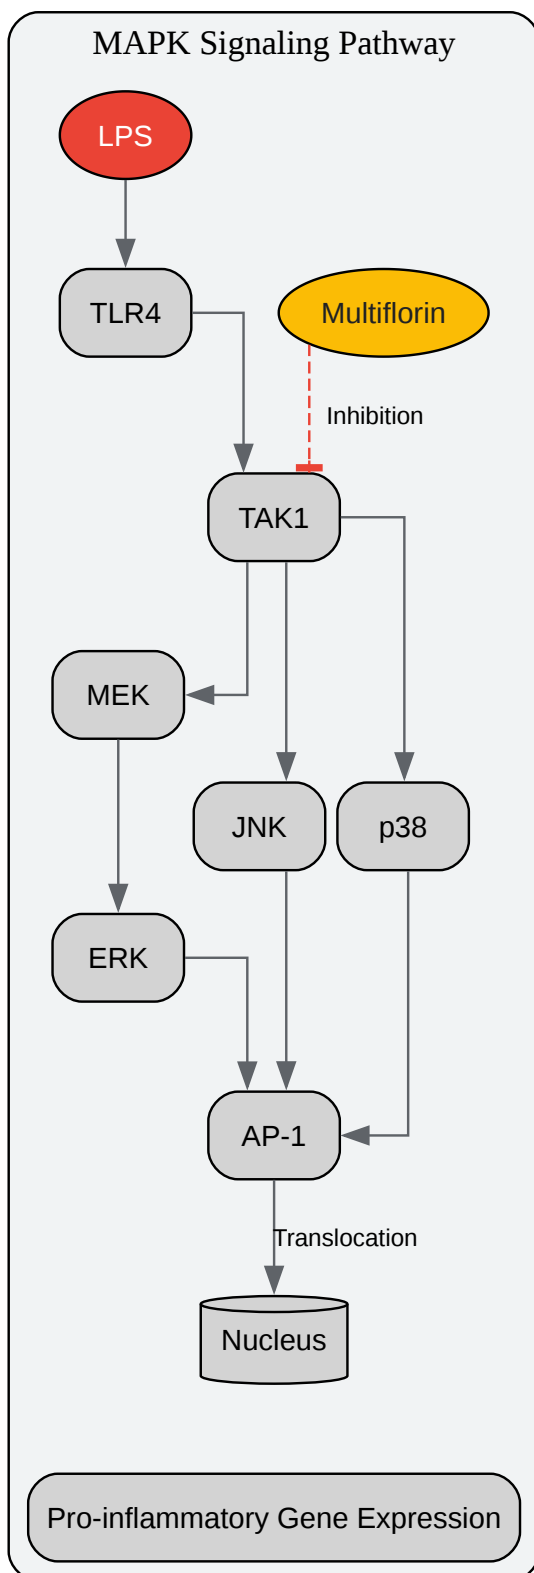 MAPK Signaling Pathway
LPS
TLR4
Multiflorin
Inhibition
TAK1
MEK
JNK
p38
ERK
AP-1
Translocation
Nucleus
Pro-inflammatory Gene Expression